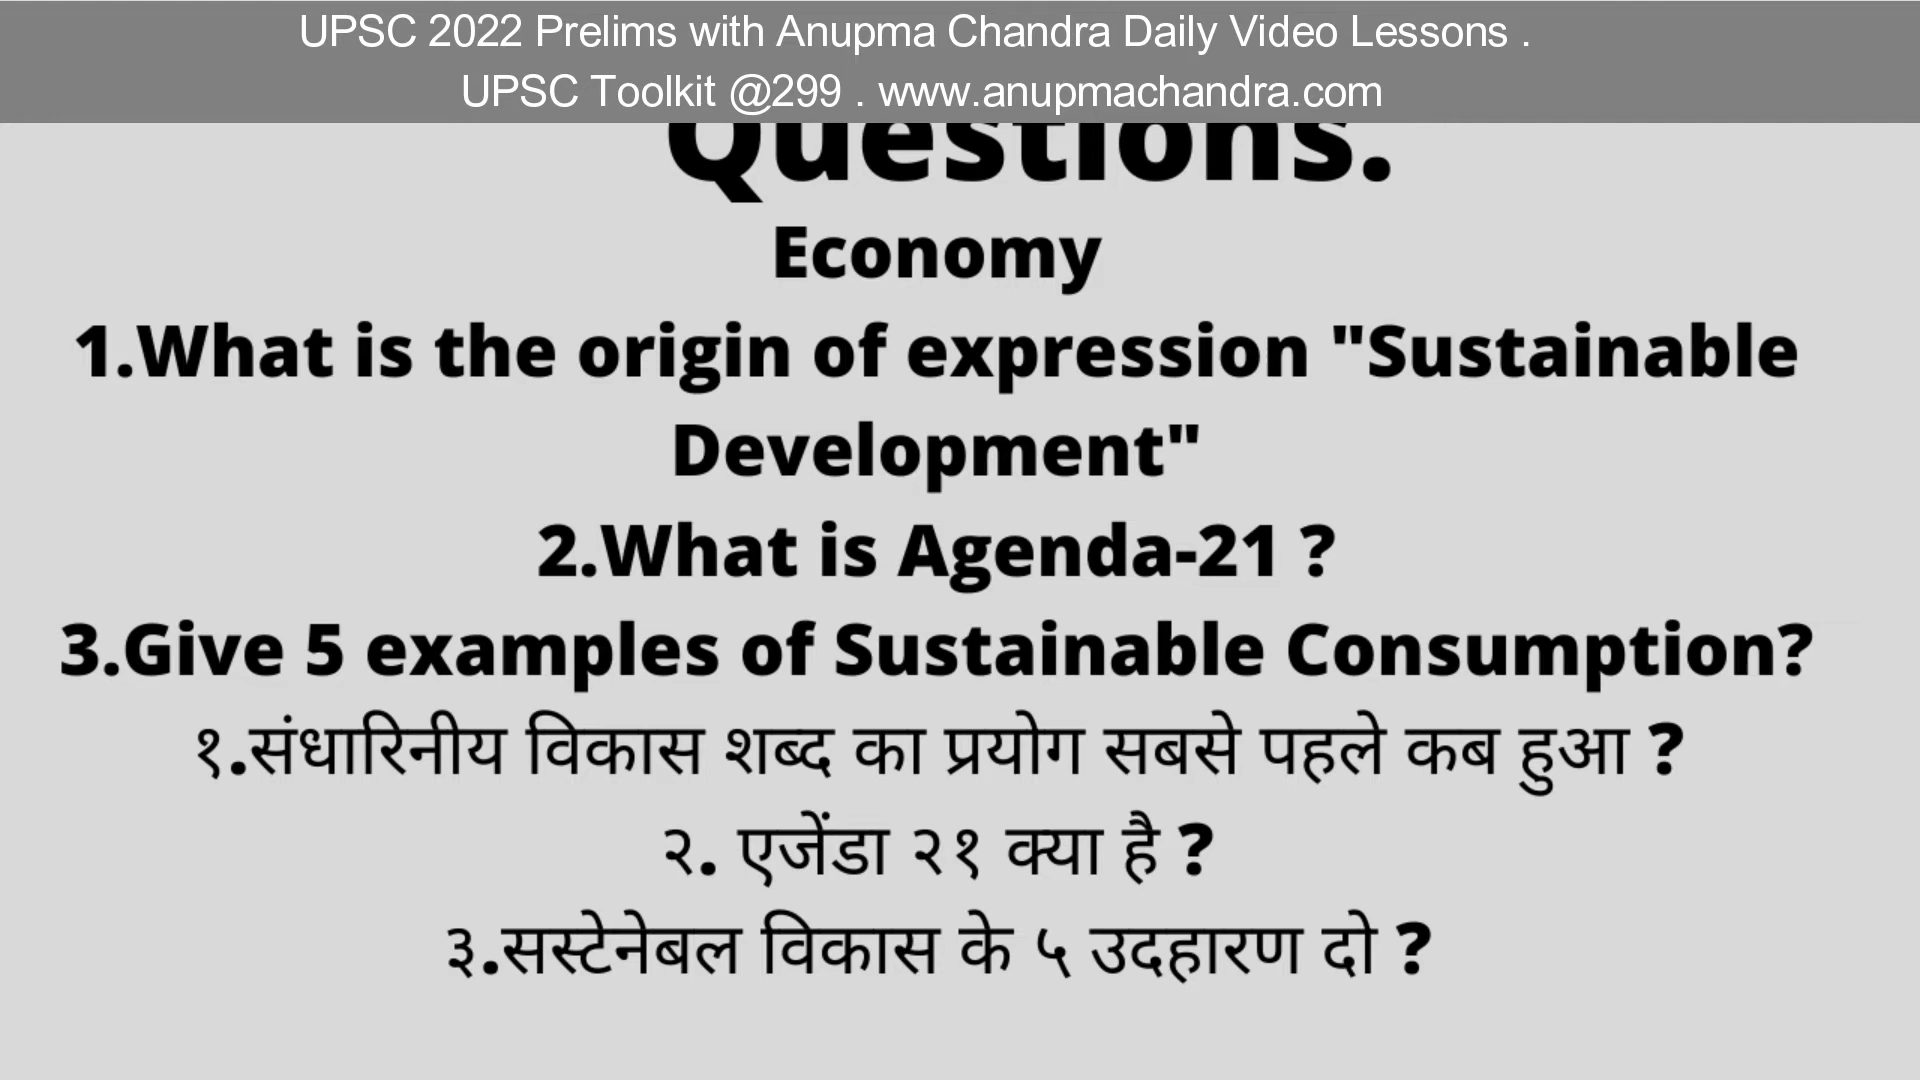 UPSC 2022 Prelims with Anupma Chandra Daily Video Lessons .
UPSC Toolkit @299 . www.anupmachandra.com
Questions.
Economy
1.What is the origin of expression "Sustainable
Development"
2.What is Agenda-21 ?
3.Give 5 examples of Sustainable Consumption?
१.संधारिनीय विकास शब्द का प्रयोग सबसे पहले कब हुआ ?
२. एजेंडा २१ क्या है ?
३.सस्टेनेबल विकास के ५ उदहारण दो ?